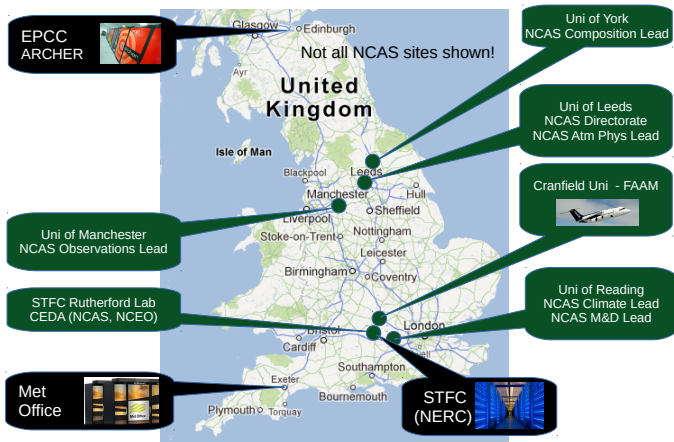 EPCC
ARCHER
Glasgow
Edinburgh
Not all NCAS sites shown!
Uni of York
NCAS Composition Lead
Ayr
United
Kingdom
Uni of Leeds
NCAS Directorate
NCAS Atm Phys Lead
Isle of Man
Blackpool
Leeds
Manchester
Hull
Liverpool
Sheffield
Cranfield Uni - FAAM
Uni of Manchester
NCAS Observations Lead
Stoke-on-Trent
Nottingham
Leicester
Birmingham
Coventry
STFC Rutherford Lab
CEDA (NCAS, NCEO)
Uni of Reading
NCAS Climate Lead
NCAS M&D Lead
Bristol
London
Cardiff
Southampton
Met
Office
Met Office
Exeter
Bournemouth
Plymouth
Torquay
STFC
(NERC)